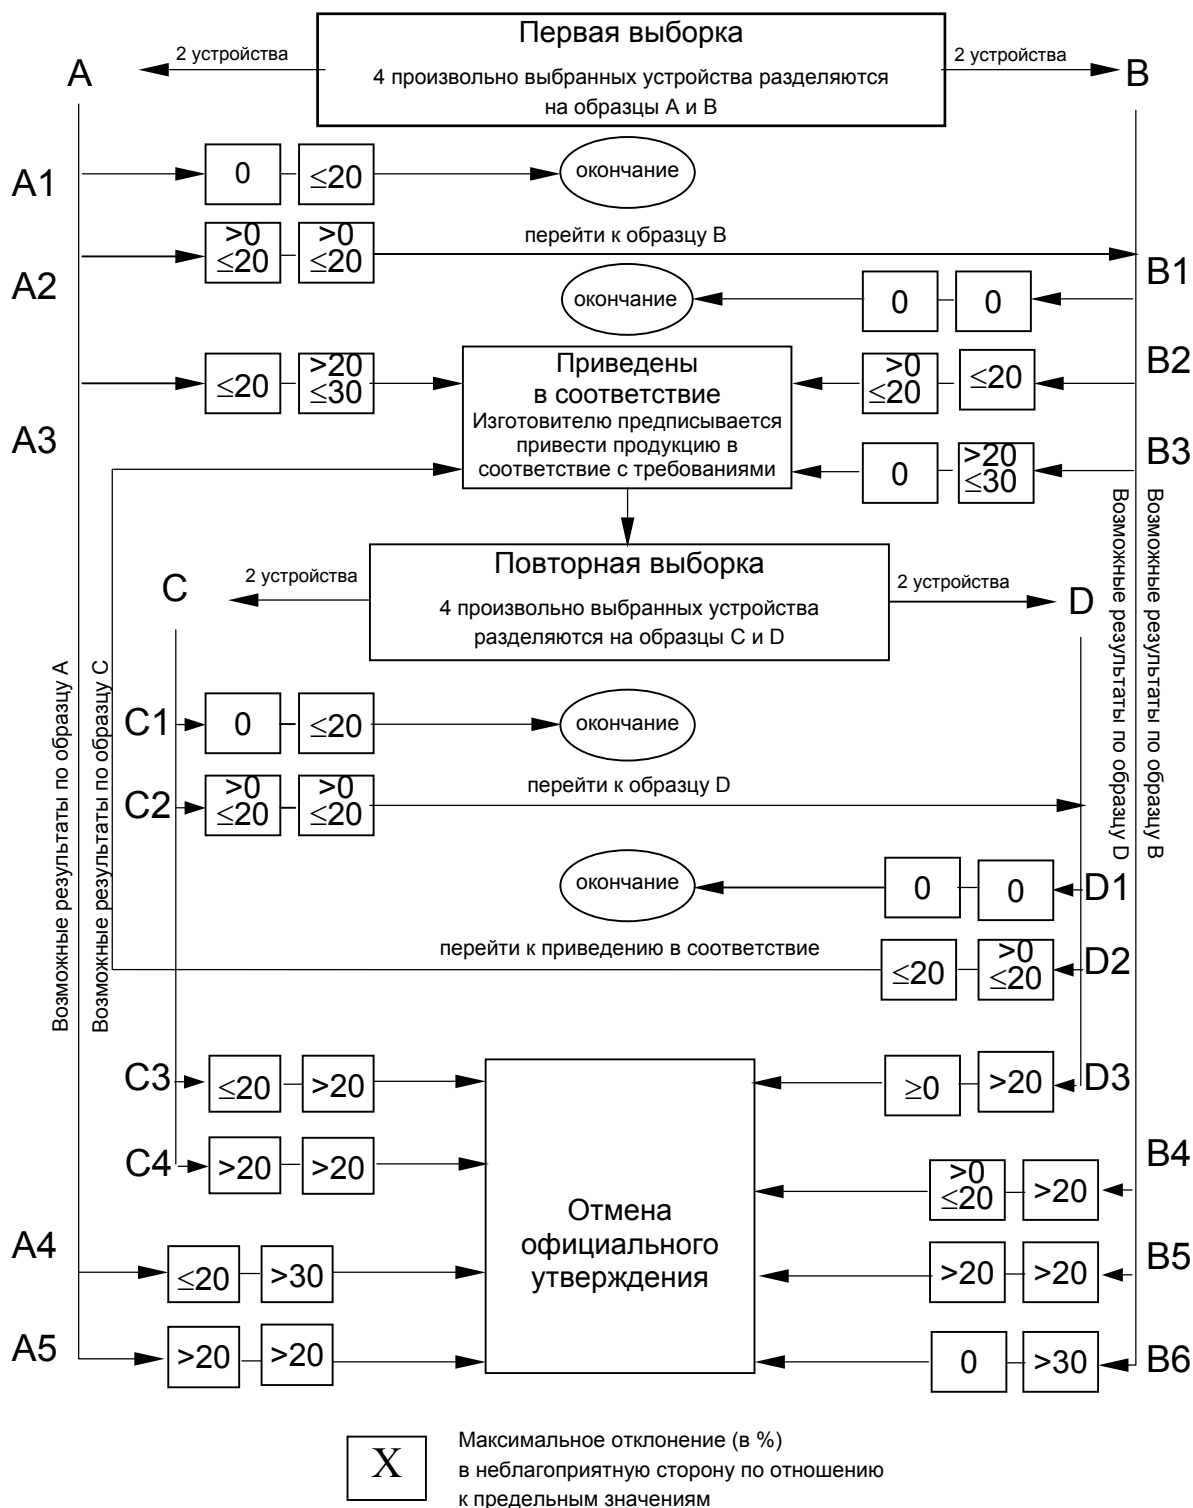 Первая выборка
2 устройства
2 устройства
A
4 произвольно выбранных устройства разделяются
B
на образцы A и B
A1
0
≤20
окончание
>0
≤20
>0
≤20
перейти к образцу B
A2
B1
окончание
0
0
A3
≤20
>20
≤30
Приведены
в соответствие
Изготовителю предписывается
привести продукцию в
соответствие с требованиями
>0
≤20
≤20
B2
0
>20
≤30
B3
Повторная выборка
2 устройства
2 устройства
C
4 произвольно выбранных устройства
разделяются на образцы C и D
D
Возможные результаты по образцу A
Возможные результаты по образцу C
Возможные результаты по образцу D
Возможные результаты по образцу B
C1
0
≤20
окончание
C2
>0
≤20
>0
≤20
перейти к образцу D
окончание
0
0
D1
перейти к приведению в соответствие
≤20
>0
≤20
D2
C3
≤20
>20
≥0
>20
D3
C4
>20
>20
>0
≤20
>20
B4
Отмена
официального
утверждения
A4
≤20
>30
>20
>20
B5
A5
>20
>20
0
>30
B6
X
Максимальное отклонение (в %)
в неблагоприятную сторону по отношению
к предельным значениям